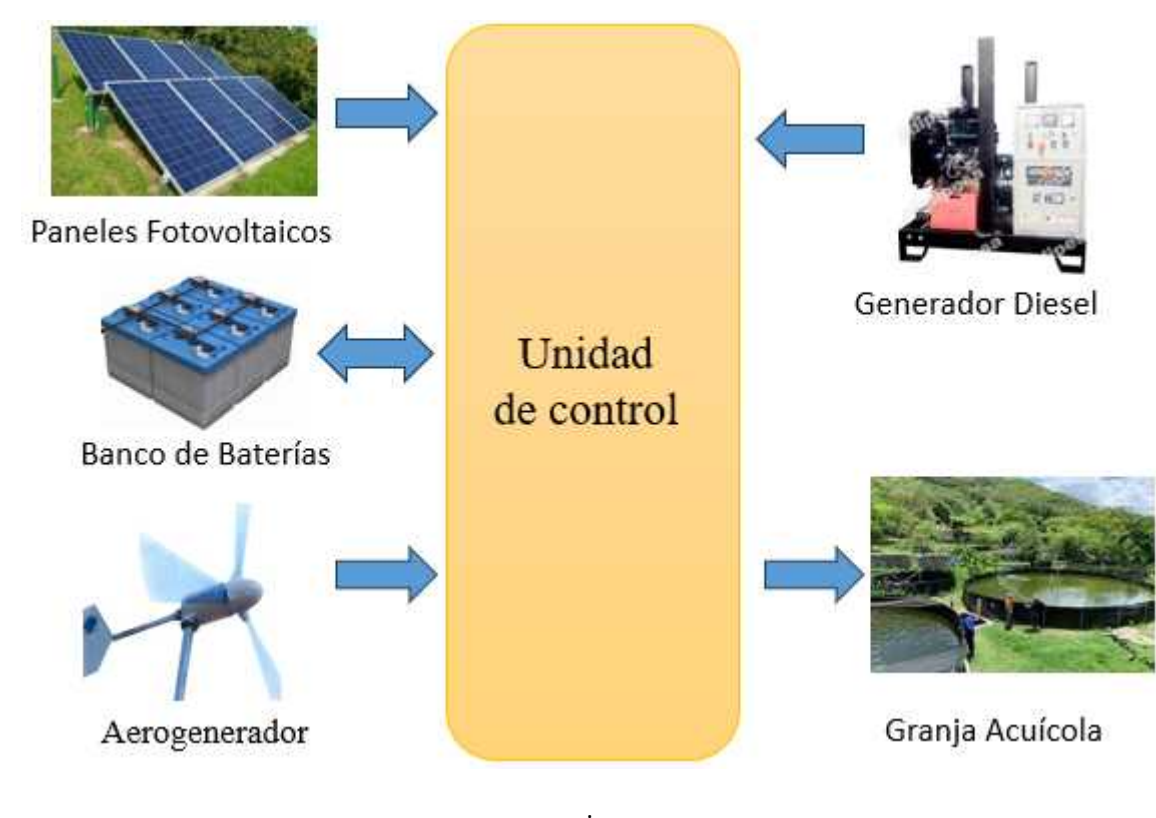 Paneles Fotovoltaicos
Banco de Baterías
Aerogenerador
Unidad
de control
Generador Diesel
Granja Acuícola